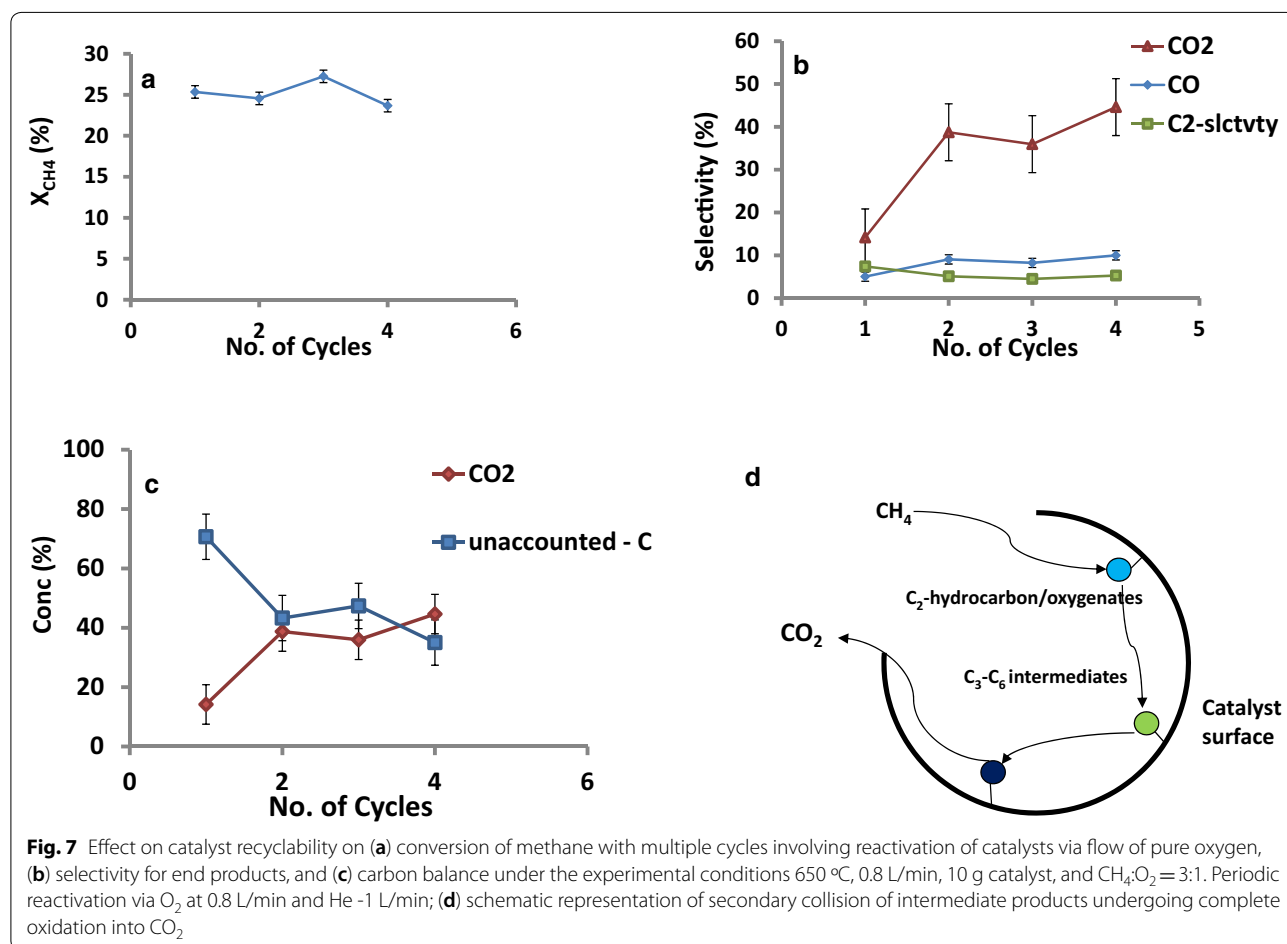 a
30
25
20
15
10
5
0
0 2 4 6
X_CH4 (%)
No. of Cycles
b
60
50
40
30
20
10
0
0 1 2 3 4 5
Selectivity (%)
No. of Cycles
CO2
CO
C2-slctvty
c
100
80
60
40
20
0
0 2 4 6
Conc (%)
No. of Cycles
CO2
unaccounted - C
d
CH₄
C₂-hydrocarbon/oxygenates
CO₂
C₃-C₆ intermediates
Catalyst
surface
Fig. 7 Effect on catalyst recyclability on (a) conversion of methane with multiple cycles involving reactivation of catalysts via flow of pure oxygen,
(b) selectivity for end products, and (c) carbon balance under the experimental conditions 650 ºC, 0.8 L/min, 10 g catalyst, and CH₄:O₂ = 3:1. Periodic
reactivation via O₂ at 0.8 L/min and He -1 L/min; (d) schematic representation of secondary collision of intermediate products undergoing complete
oxidation into CO₂